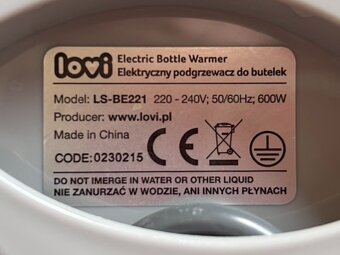 lovi Electric Bottle Warmer
Elektryczny podgrzewacz do butelek
Model: LS-BE221 220 - 240V; 50/60Hz; 600W
Producer: www.lovi.pl
Made in China
CODE:0230215 CE
DO NOT IMERGE IN WATER OR OTHER LIQUID
NIE ZANURZAĆ W WODZIE, ANI INNYCH PŁYNACH